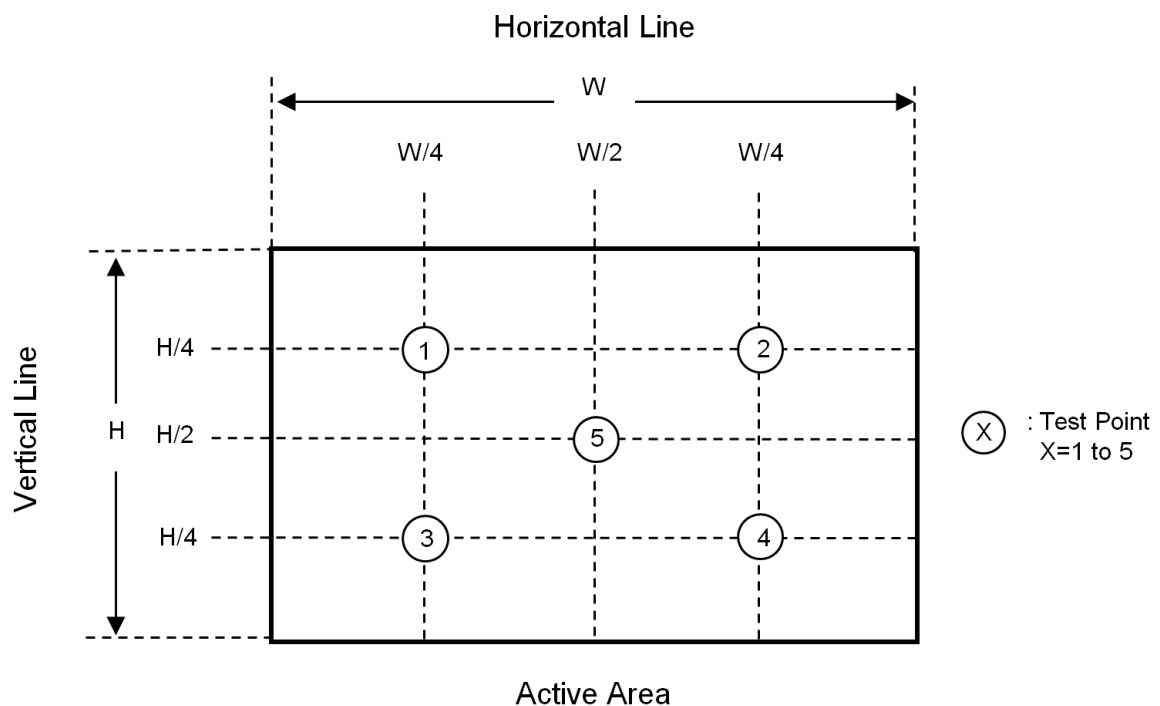 Horizontal Line
W
W/4 W/2 W/4
H/4
1 2
Vertical Line
H
H/2
5
X : Test Point
X=1 to 5
H/4
3 4
Active Area